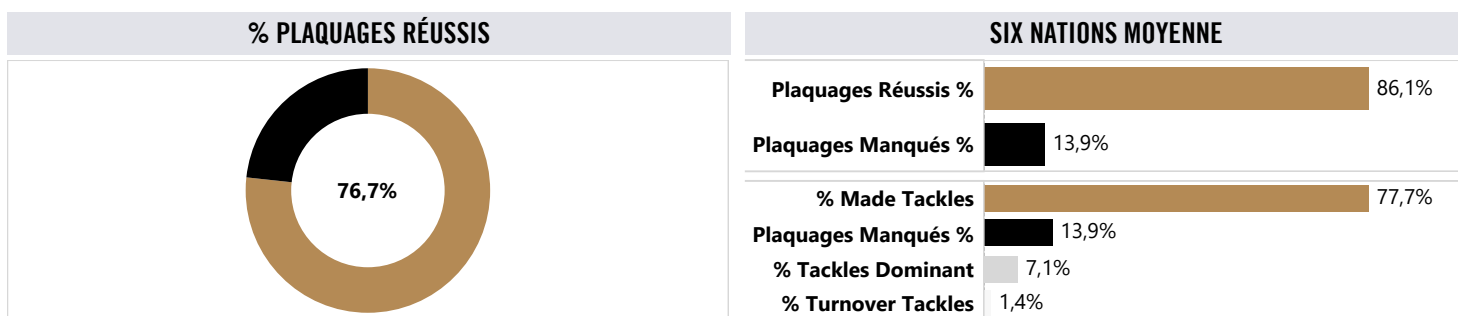 % PLAQUAGES RÉUSSIS
76,7%
SIX NATIONS MOYENNE
Plaquages Réussis % 86,1%
Plaquages Manqués % 13,9%
% Made Tackles 77,7%
Plaquages Manqués % 13,9%
% Tackles Dominant 7,1%
% Turnover Tackles 1,4%